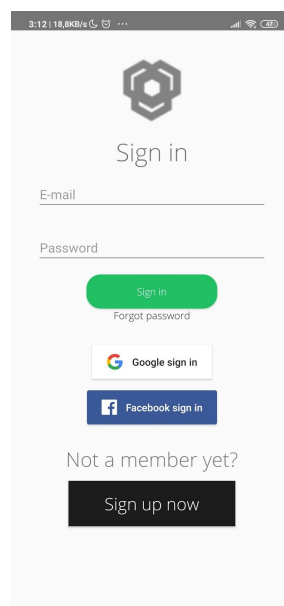 3:12 | 18,8KB/s ... 47
Sign in
E-mail
Password
Sign in
Forgot password
Google sign in
Facebook sign in
Not a member yet?
Sign up now